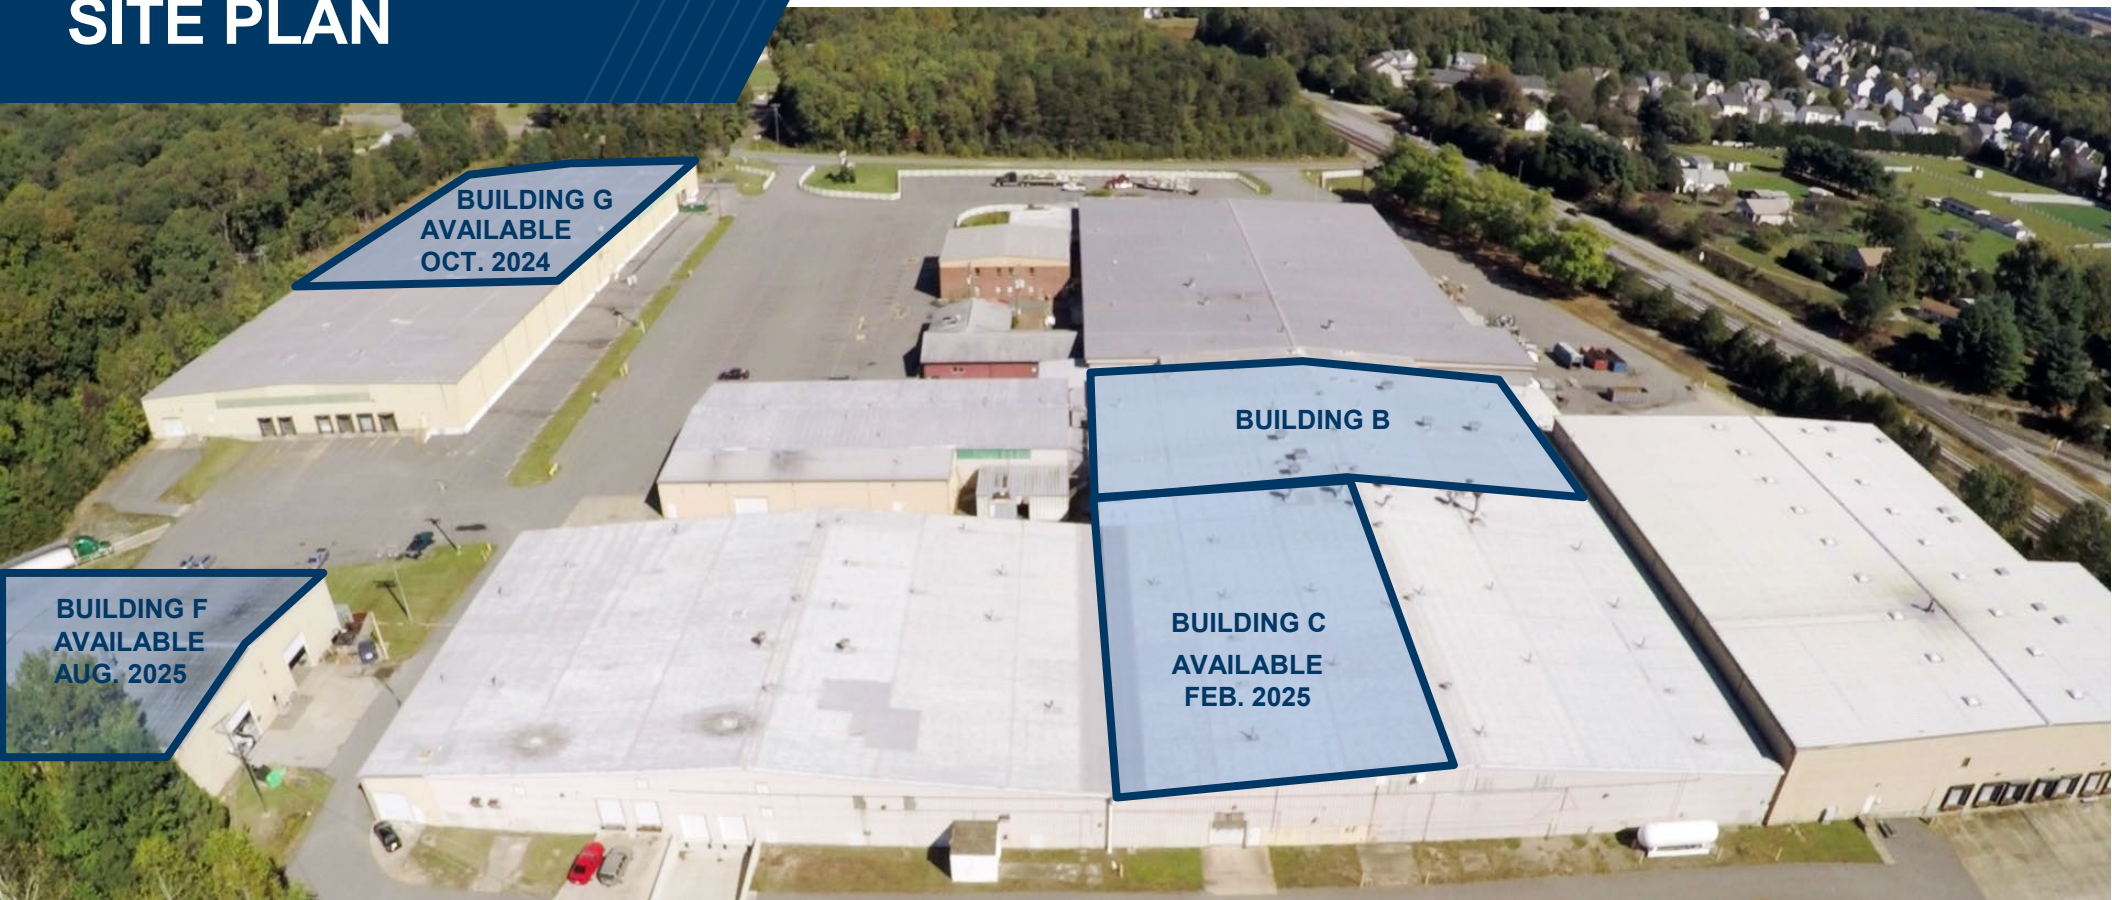 SITE PLAN
BUILDING G
AVAILABLE
OCT. 2024
BUILDING B
BUILDING F
AVAILABLE
AUG. 2025
BUILDING C
AVAILABLE
FEB. 2025